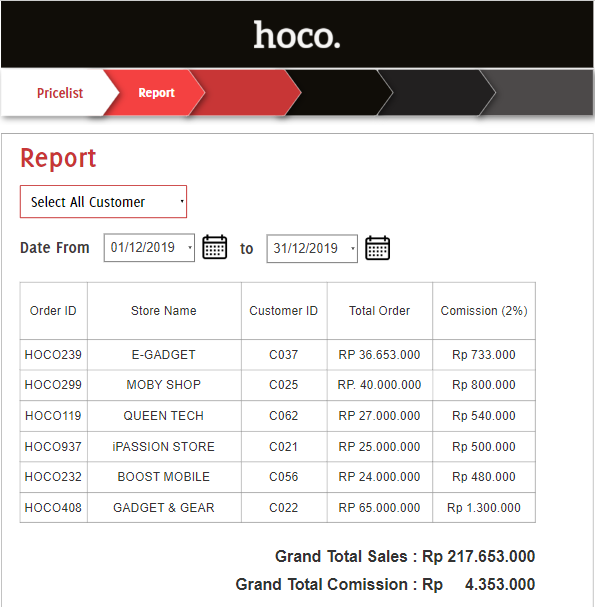 hoco.
Pricelist Report
Report
Select All Customer
Date From 01/12/2019 to 31/12/2019
Order ID Store Name Customer ID Total Order Comission (2%)
HOCO239 E-GADGET C037 RP 36.653.000 Rp 733.000
HOCO299 MOBY SHOP C025 RP. 40.000.000 Rp 800.000
HOCO119 QUEEN TECH C062 RP 27.000.000 Rp 540.000
HOCO937 iPASSION STORE C021 RP 25.000.000 Rp 500.000
HOCO232 BOOST MOBILE C056 RP 24.000.000 Rp 480.000
HOCO408 GADGET & GEAR C022 RP 65.000.000 Rp 1.300.000
Grand Total Sales : Rp 217.653.000
Grand Total Comission : Rp 4.353.000